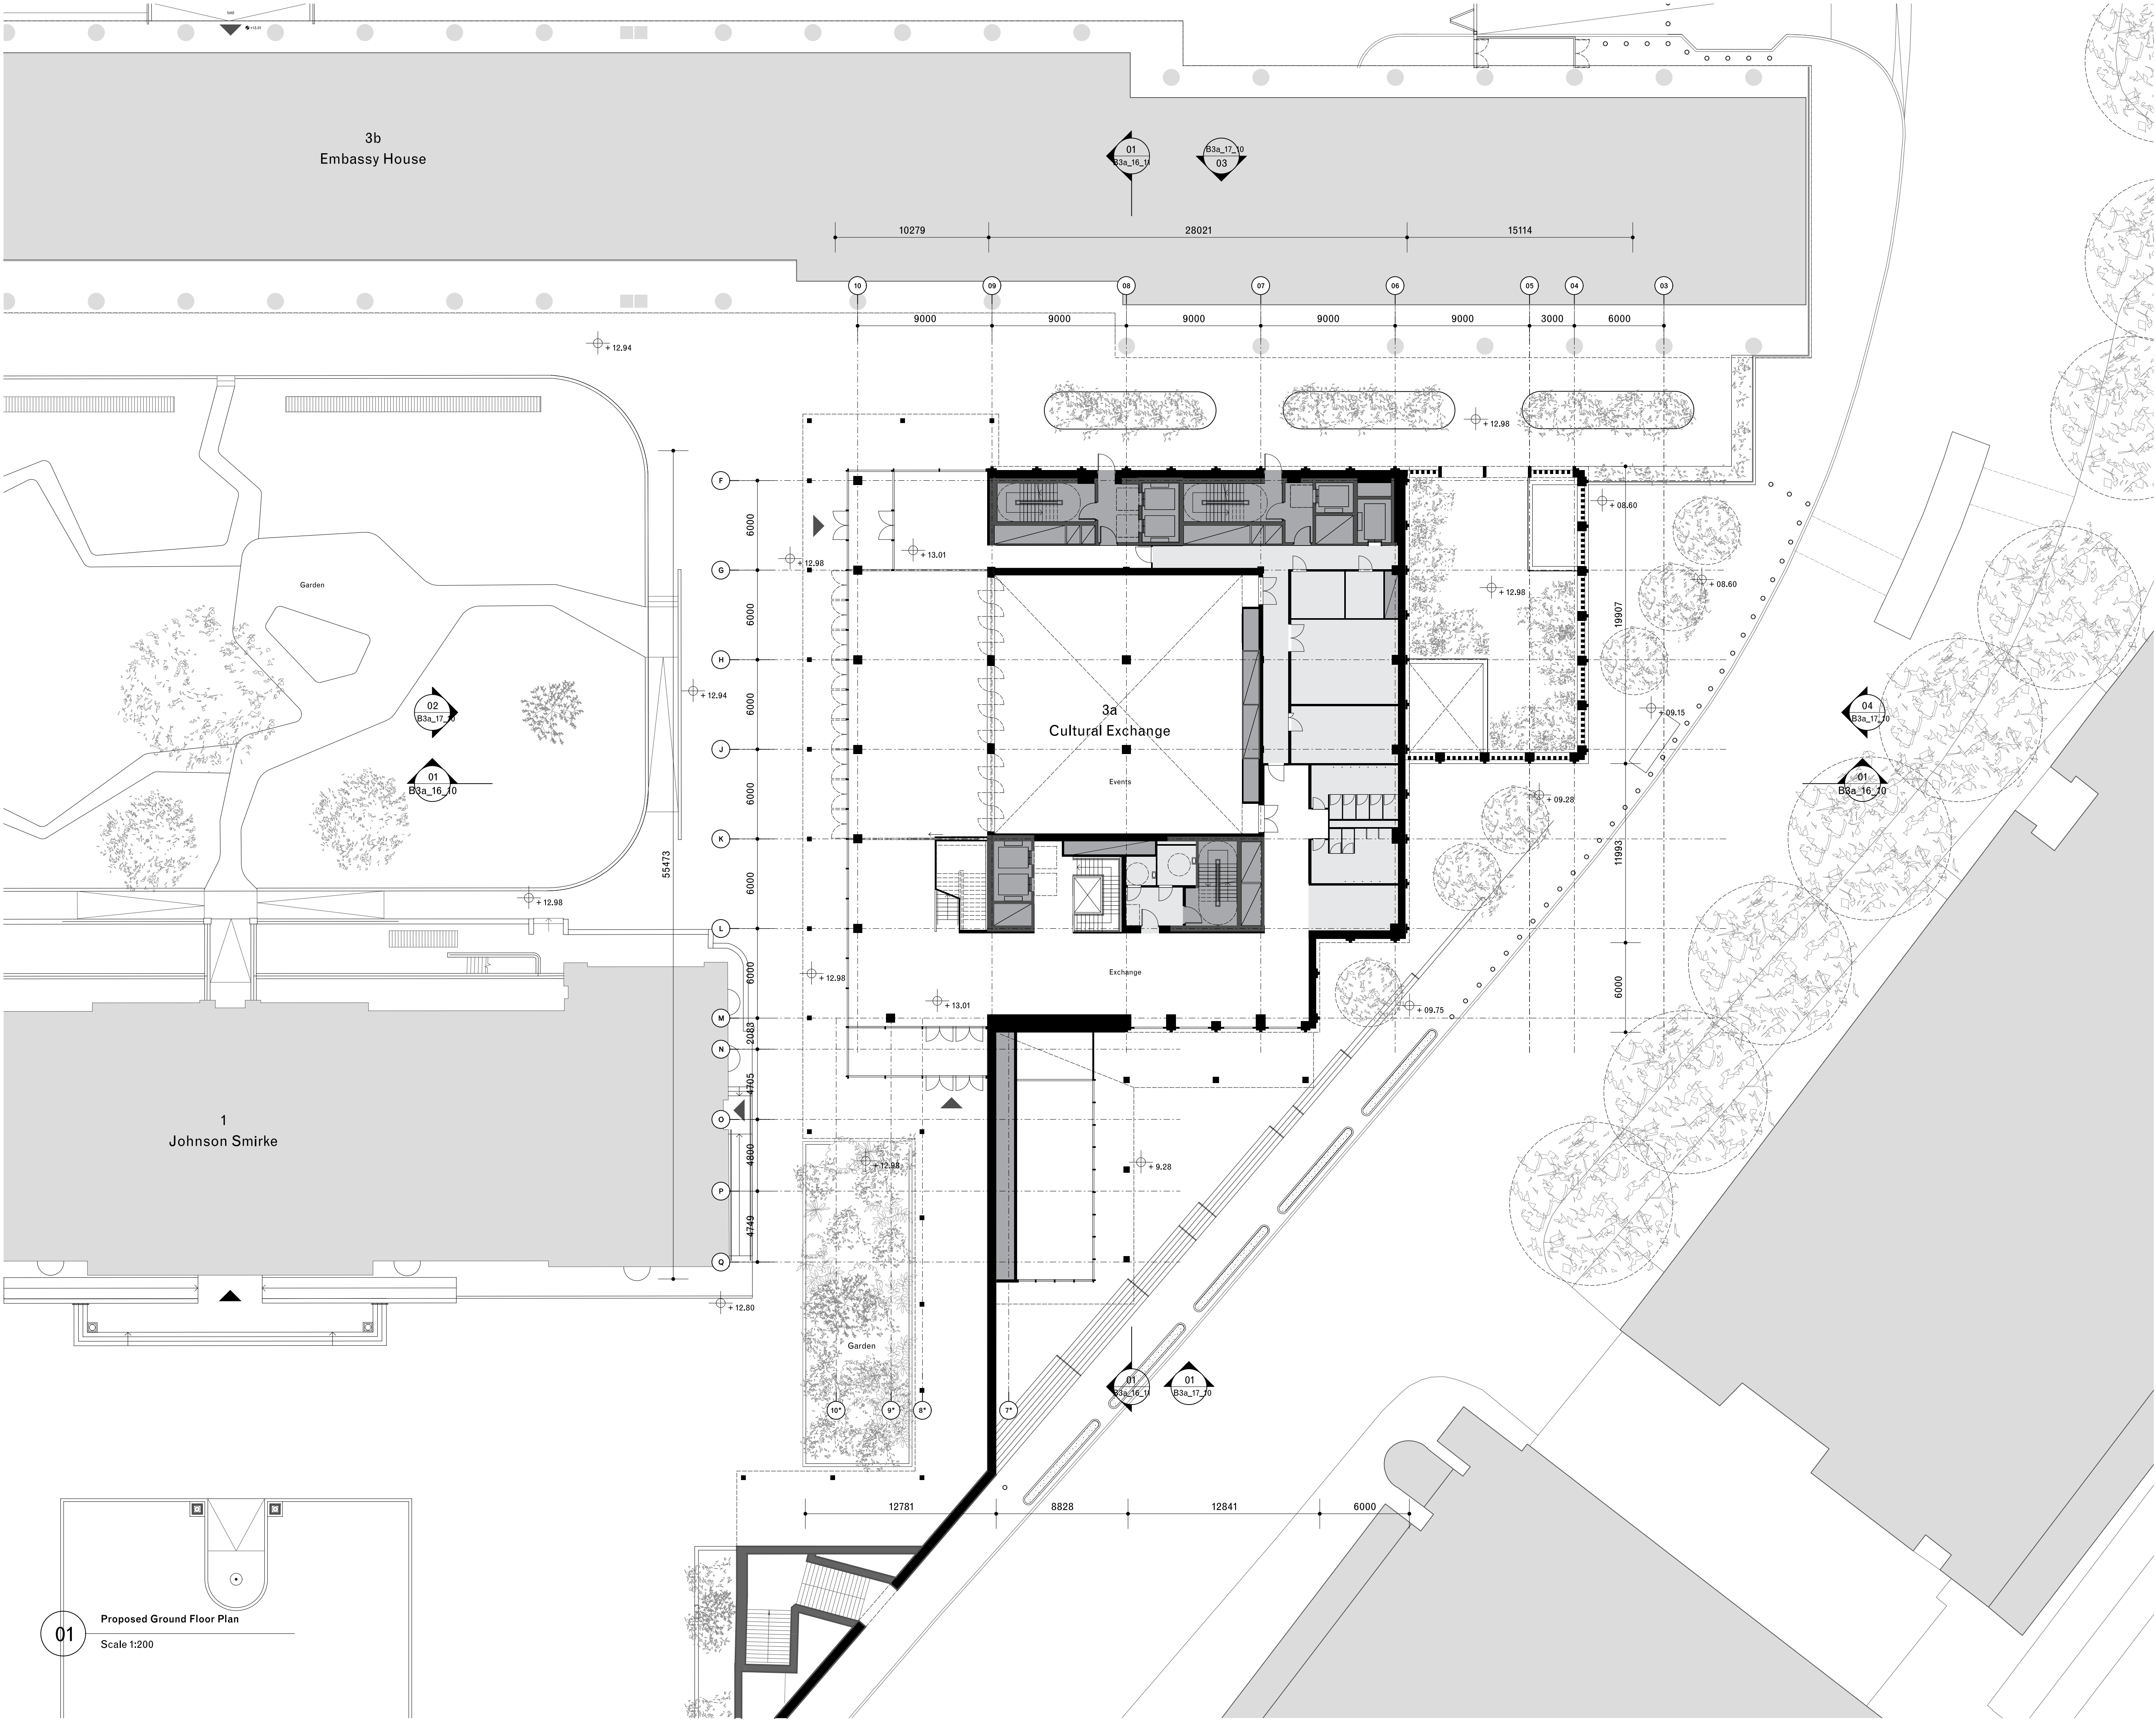 3b
Embassy House
01
B3a_16_11
B3a_17_10
03
10279
28021
15114
10
09
08
07
06
05
04
03
9000
9000
9000
9000
9000
3000
6000
+ 12.94
+ 12.98
F
6000
+ 13.01
+ 08.60
+ 12.98
G
Garden
+ 12.98
+ 08.60
6000
19907
H
+ 12.94
02
B3a_17_10
6000
3a
Cultural Exchange
+ 09.15
04
B3a_17_10
J
01
B3a_16_10
6000
Events
+ 09.28
01
B3a_16_10
K
55473
6000
11993
+ 12.98
L
6000
+ 12.98
Exchange
6000
+ 13.01
+ 09.75
M
2083
N
4705
O
1
Johnson Smirke
4800
+ 12.98
+ 9.28
P
4749
Q
+ 12.80
Garden
10*
9*
8*
7*
01
B3a_16_11
01
B3a_17_10
12781
8828
12841
6000
01
Proposed Ground Floor Plan
Scale 1:200